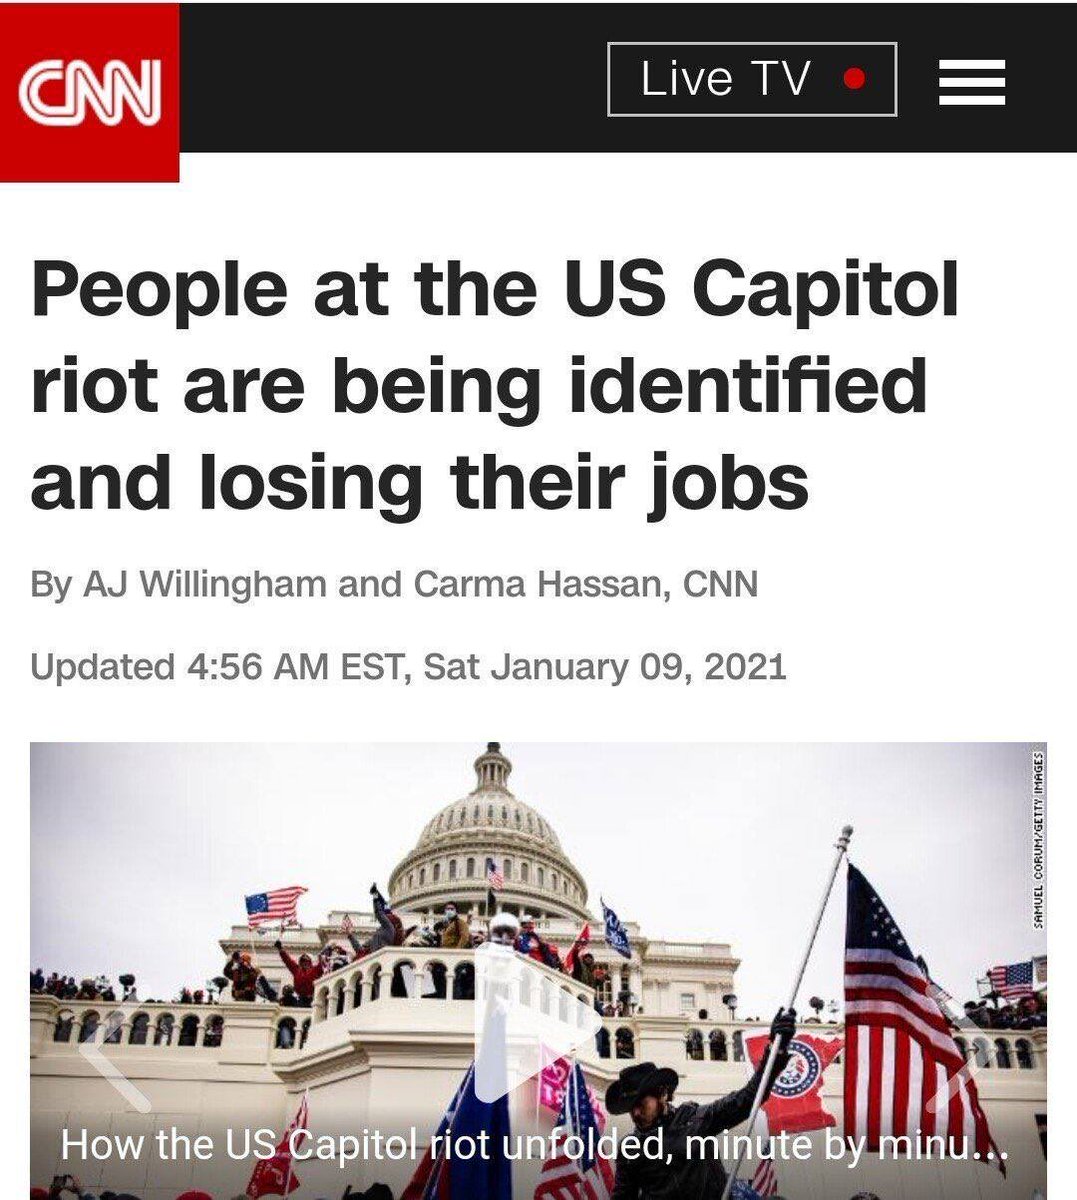 CNN
Live TV
People at the US Capitol
riot are being identified
and losing their jobs
By AJ Willingham and Carma Hassan, CNN
Updated 4:56 AM EST, Sat January 09, 2021
SAMUEL CORUM/GETTY IMAGES
How the US Capitol riot unfolded, minute by minu...